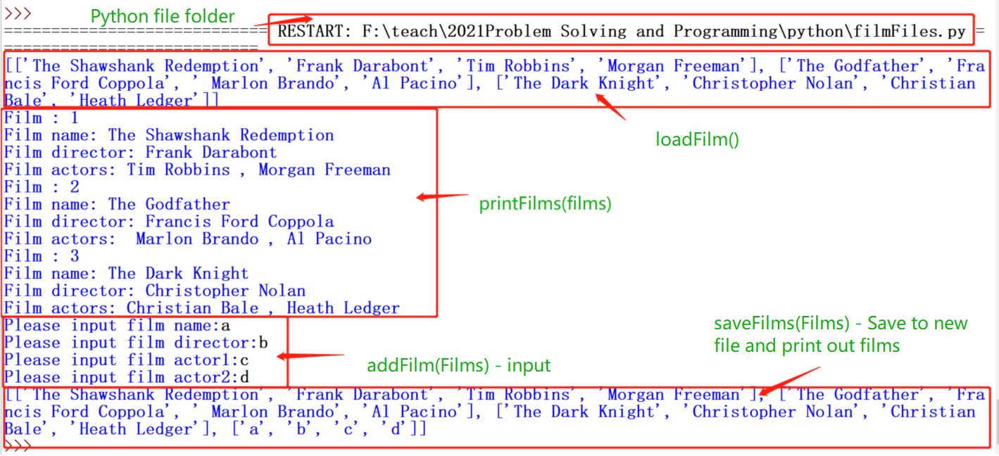 >>>
Python file folder
============================ RESTART: F:\teach\2021Problem Solving and Programming\python\filmFiles.py =
===========================
[['The Shawshank Redemption', 'Frank Darabont', 'Tim Robbins', 'Morgan Freeman'], ['The Godfather', 'Fra
ncis Ford Coppola', ' Marlon Brando', 'Al Pacino'], ['The Dark Knight', 'Christopher Nolan', 'Christian
Bale', 'Heath Ledger']]
loadFilm()
Film : 1
Film name: The Shawshank Redemption
Film director: Frank Darabont
Film actors: Tim Robbins , Morgan Freeman
Film : 2
Film name: The Godfather
Film director: Francis Ford Coppola
Film actors:  Marlon Brando , Al Pacino
Film : 3
Film name: The Dark Knight
Film director: Christopher Nolan
Film actors: Christian Bale , Heath Ledger
printFilms(films)
Please input film name:a
Please input film director:b
Please input film actor1:c
Please input film actor2:d
addFilm(Films) - input
saveFilms(Films) - Save to new
file and print out films
[['The Shawshank Redemption', 'Frank Darabont', 'Tim Robbins', 'Morgan Freeman'], ['The Godfather', 'Fra
ncis Ford Coppola', ' Marlon Brando', 'Al Pacino'], ['The Dark Knight', 'Christopher Nolan', 'Christian
Bale', 'Heath Ledger'], ['a', 'b', 'c', 'd']]
>>>